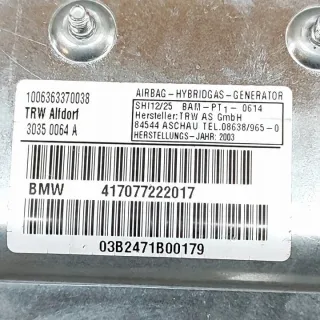 1006363370038
TRW Alfdorf
3035 0064 A
AIRBAG-HYBRIDGAS-GENERATOR
SHI12/25 BAM-PT1-0614
Hersteller:TRW AS GmbH
84544 ASCHAU TEL.08638/965-0
HERSTELLUNGS-JAHR: 2003
BMW 417077222017
03B2471B00179